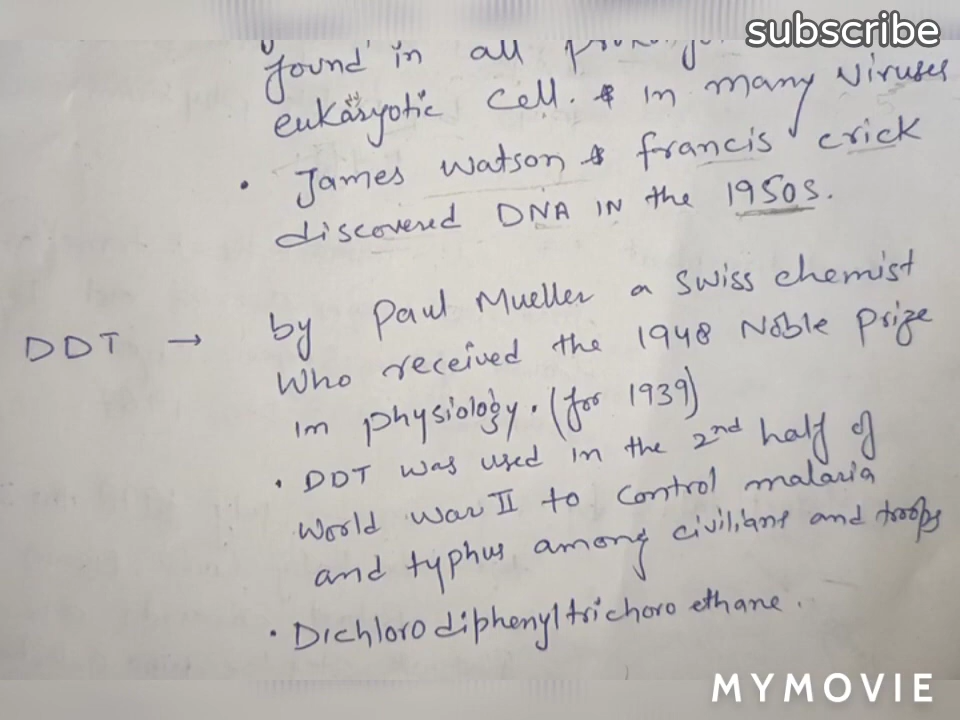 subscribe
found in all
eukaryotic cell. & in many viruses
• James Watson & francis crick
discovered DNA IN the 1950s.
DDT → by Paul Mueller a swiss chemist
Who received the 1948 Noble Prize
in physiology. (for 1939)
• DDT was used in the 2nd half of
World War II to control malaria
and typhus among civilians and troops
• Dichloro diphenyl trichoro ethane.
MYMOVIE